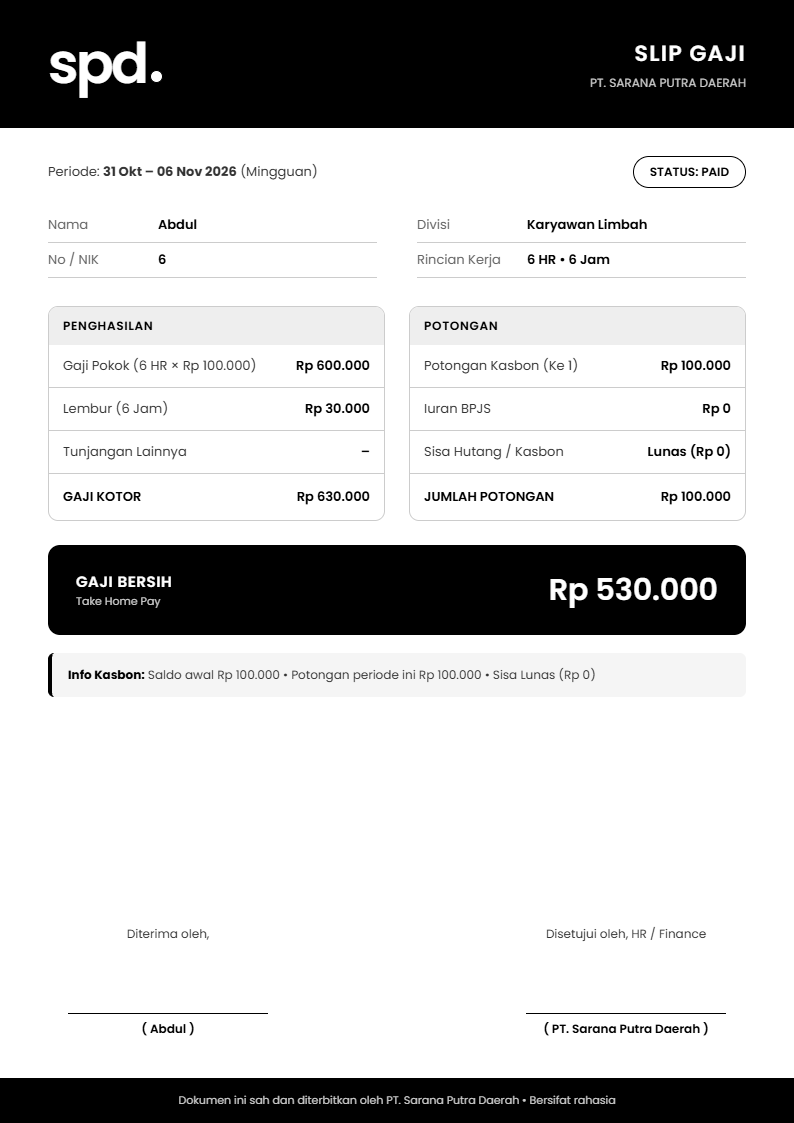 spd.
SLIP GAJI
PT. SARANA PUTRA DAERAH
Periode: 31 Okt – 06 Nov 2026 (Mingguan)
STATUS: PAID
Nama Abdul
Divisi Karyawan Limbah
No / NIK 6
Rincian Kerja 6 HR • 6 Jam
PENGHASILAN
Gaji Pokok (6 HR × Rp 100.000) Rp 600.000
Lembur (6 Jam) Rp 30.000
Tunjangan Lainnya –
GAJI KOTOR Rp 630.000
POTONGAN
Potongan Kasbon (Ke 1) Rp 100.000
Iuran BPJS Rp 0
Sisa Hutang / Kasbon Lunas (Rp 0)
JUMLAH POTONGAN Rp 100.000
GAJI BERSIH
Take Home Pay
Rp 530.000
Info Kasbon: Saldo awal Rp 100.000 • Potongan periode ini Rp 100.000 • Sisa Lunas (Rp 0)
Diterima oleh,
( Abdul )
Disetujui oleh, HR / Finance
( PT. Sarana Putra Daerah )
Dokumen ini sah dan diterbitkan oleh PT. Sarana Putra Daerah • Bersifat rahasia